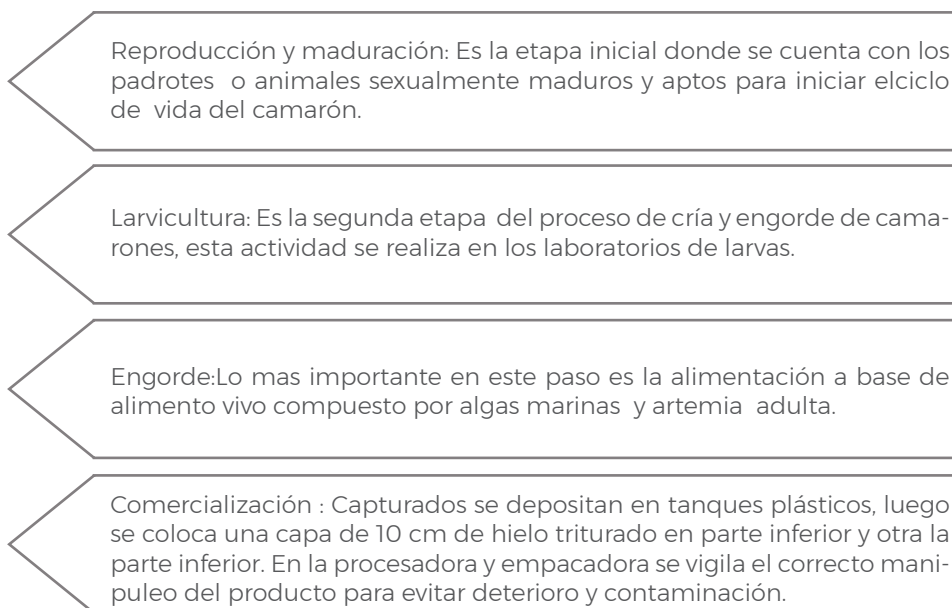 Reproducción y maduración: Es la etapa inicial donde se cuenta con los
padrotes o animales sexualmente maduros y aptos para iniciar elciclo
de vida del camarón.
Larvicultura: Es la segunda etapa del proceso de cría y engorde de cama-
rones, esta actividad se realiza en los laboratorios de larvas.
Engorde:Lo mas importante en este paso es la alimentación a base de
alimento vivo compuesto por algas marinas y artemia adulta.
Comercialización : Capturados se depositan en tanques plásticos, luego
se coloca una capa de 10 cm de hielo triturado en parte inferior y otra la
parte inferior. En la procesadora y empacadora se vigila el correcto mani-
puleo del producto para evitar deterioro y contaminación.